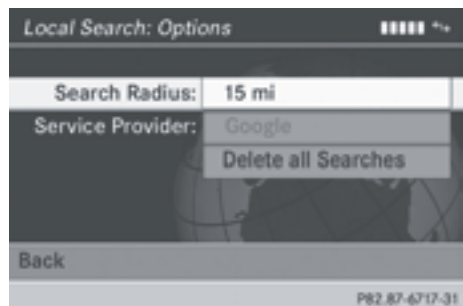 Local Search: Options
Search Radius: 15 mi
Service Provider: Google
Delete all Searches
Back
P82.87-6717-31